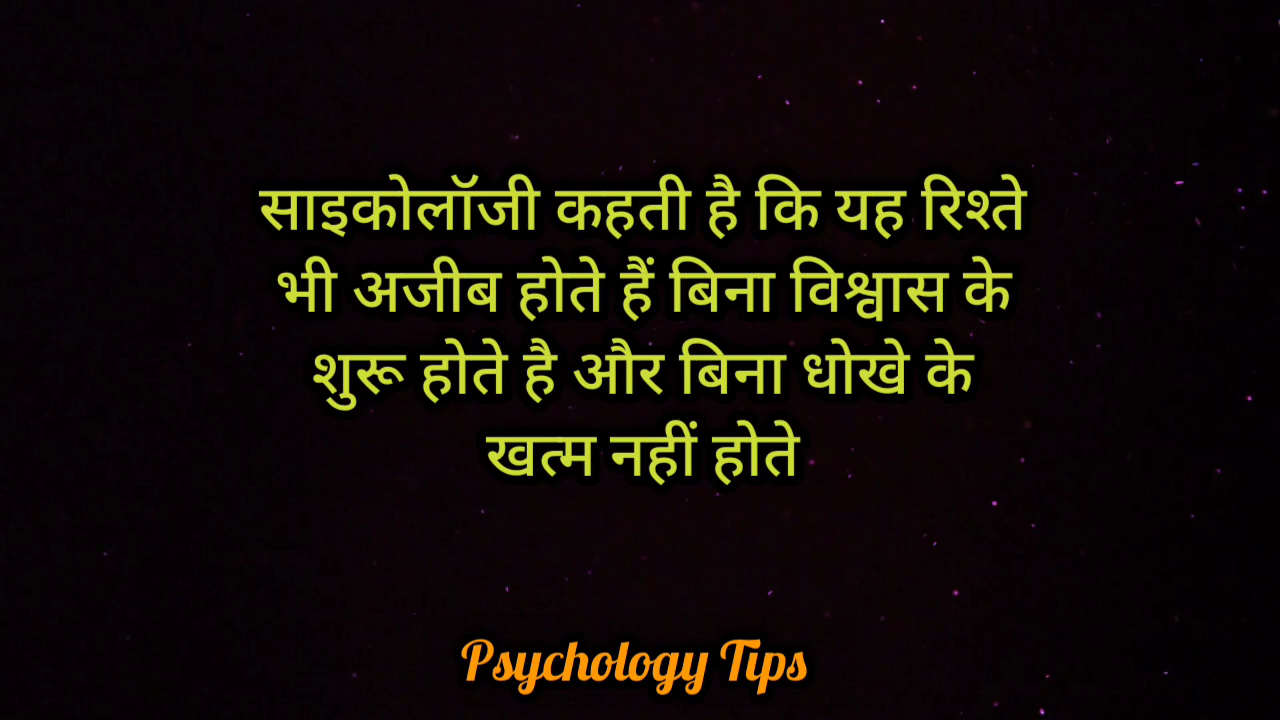 साइकोलॉजी कहती है कि यह रिश्ते
भी अजीब होते हैं बिना विश्वास के
शुरू होते है और बिना धोखे के
खत्म नहीं होते
Psychology Tips